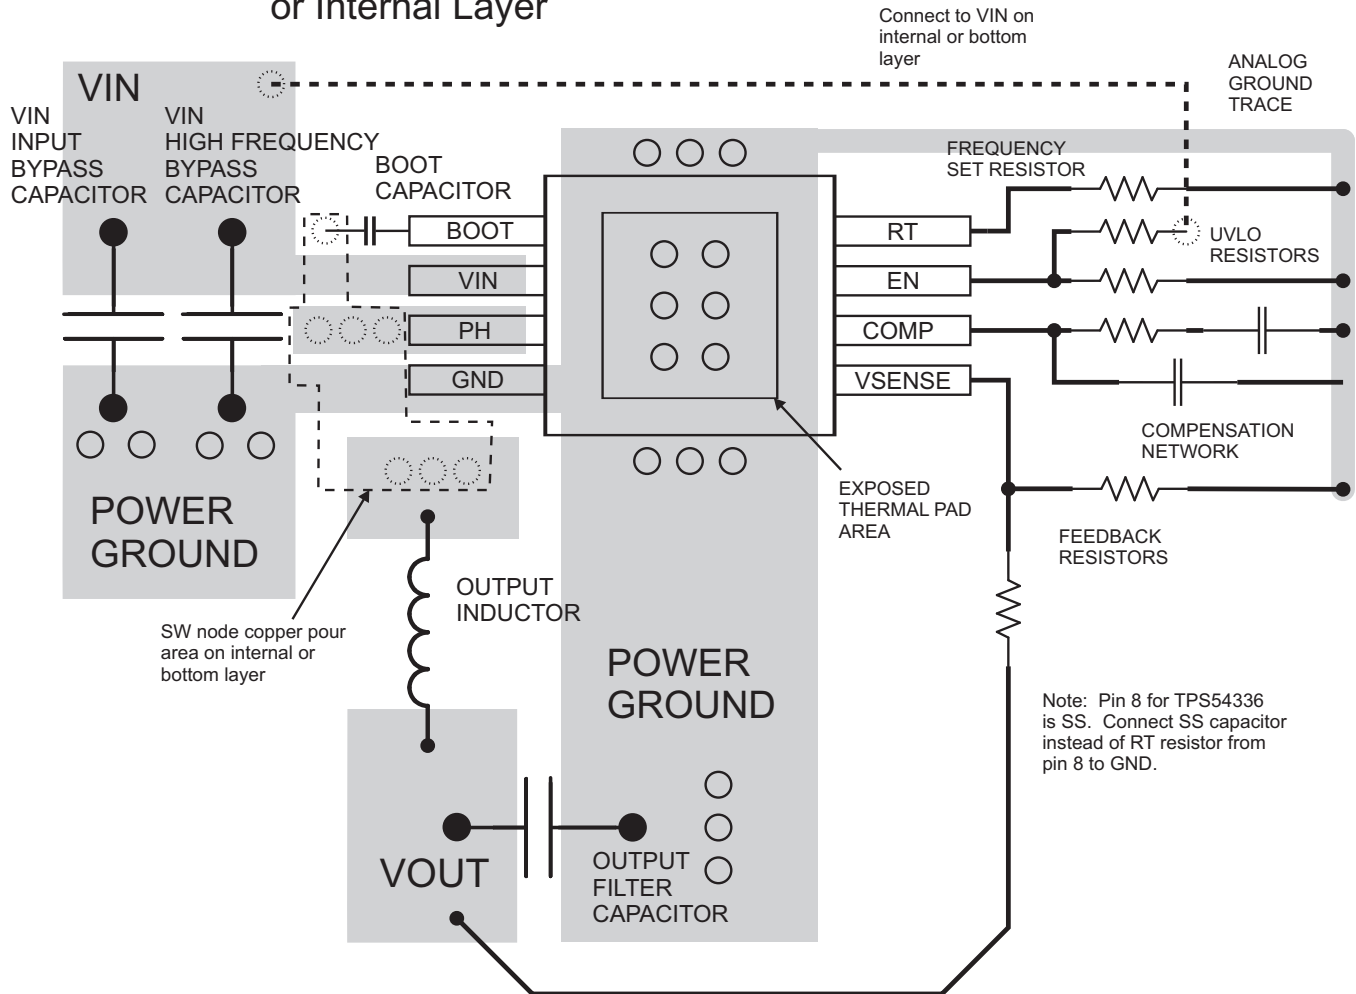 or Internal Layer
Connect to VIN on
internal or bottom
layer
ANALOG
GROUND
TRACE
VIN
VIN
INPUT
BYPASS
CAPACITOR
VIN
HIGH FREQUENCY
BYPASS
CAPACITOR
BOOT
CAPACITOR
FREQUENCY
SET RESISTOR
BOOT
VIN
PH
GND
RT
EN
COMP
VSENSE
UVLO
RESISTORS
COMPENSATION
NETWORK
EXPOSED
THERMAL PAD
AREA
FEEDBACK
RESISTORS
POWER
GROUND
OUTPUT
INDUCTOR
SW node copper pour
area on internal or
bottom layer
POWER
GROUND
Note: Pin 8 for TPS54336
is SS. Connect SS capacitor
instead of RT resistor from
pin 8 to GND.
VOUT
OUTPUT
FILTER
CAPACITOR